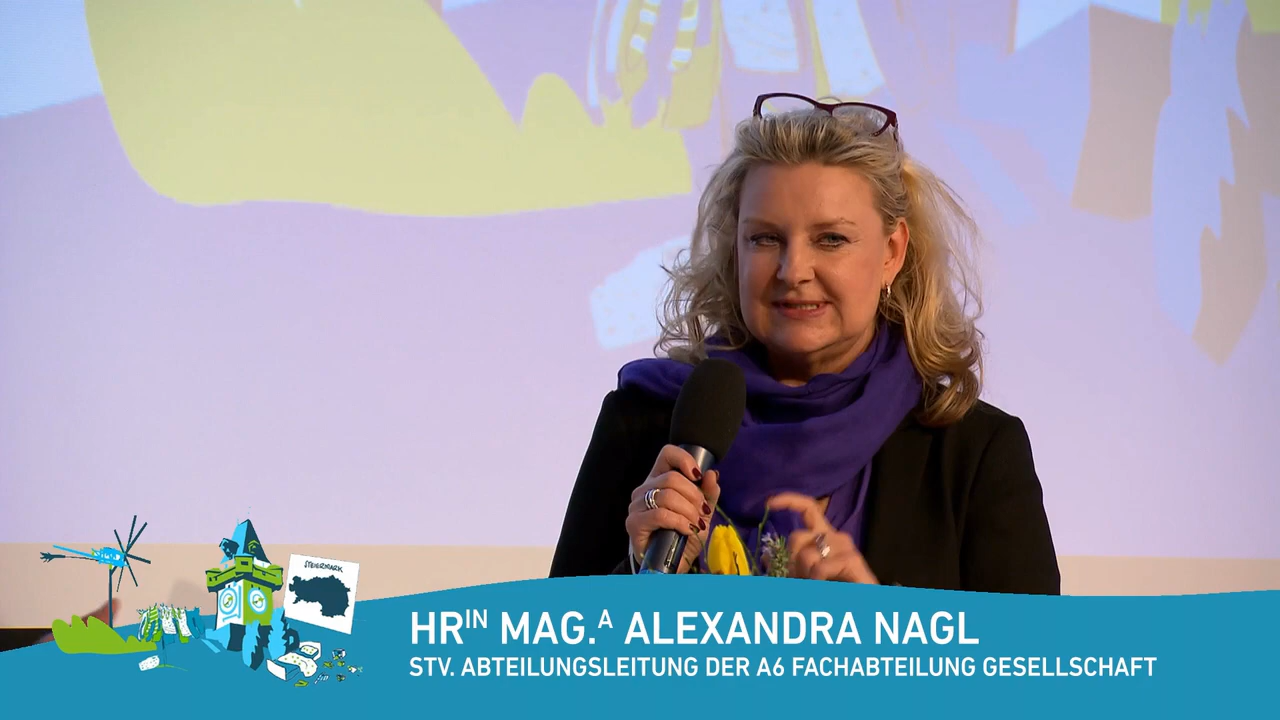 STEIERMARK
HRIN MAG.A ALEXANDRA NAGL
STV. ABTEILUNGSLEITUNG DER A6 FACHABTEILUNG GESELLSCHAFT